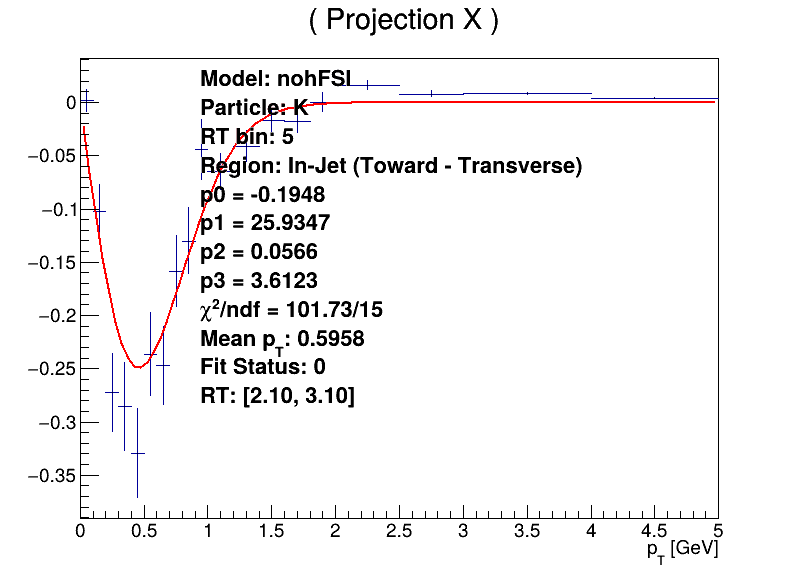 ( Projection X )
Model: nohFSI
Particle: K
RT bin: 5
Region: In-Jet (Toward - Transverse)
p0 = -0.1948
p1 = 25.9347
p2 = 0.0566
p3 = 3.6123
χ²/ndf = 101.73/15
Mean p_T: 0.5958
Fit Status: 0
RT: [2.10, 3.10]
0
−0.05
−0.1
−0.15
−0.2
−0.25
−0.3
−0.35
0 0.5 1 1.5 2 2.5 3 3.5 4 4.5 5
p_T [GeV]